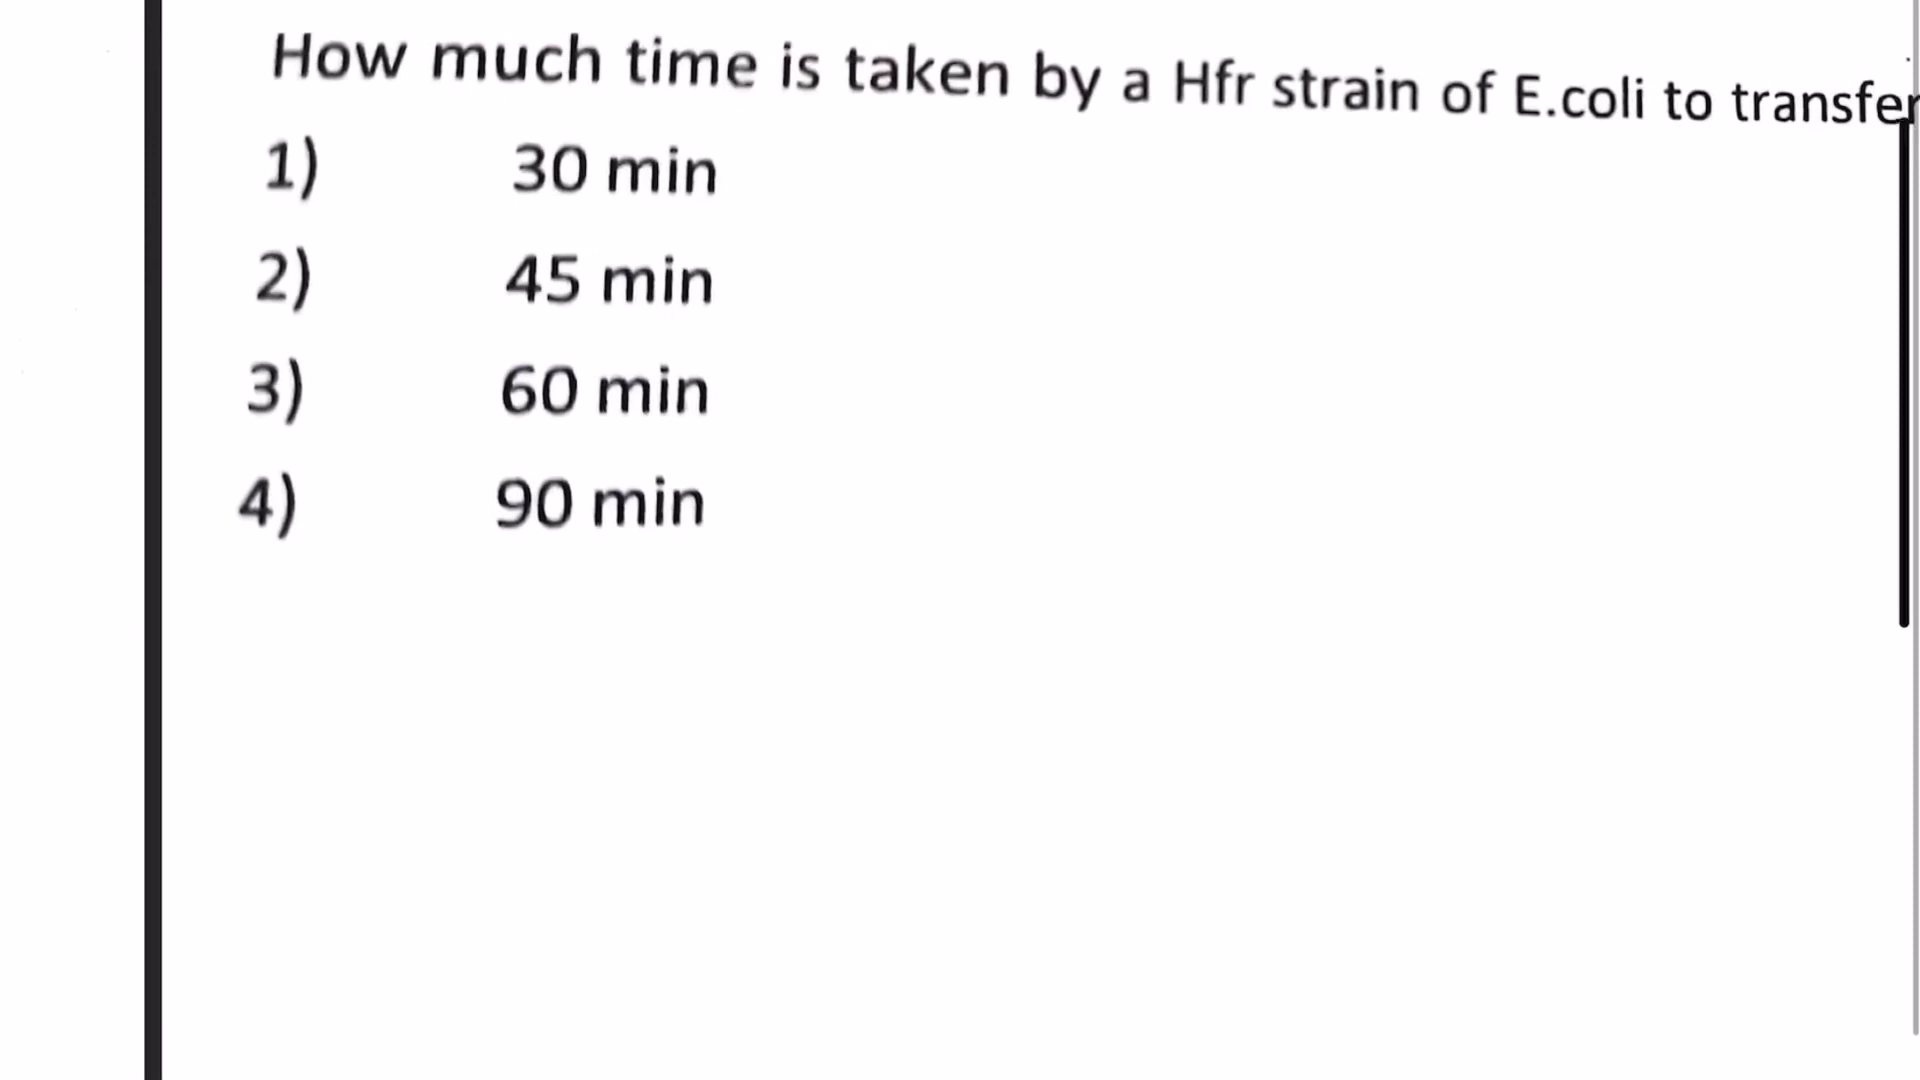 How much time is taken by a Hfr strain of E.coli to transfer
1) 30 min
2) 45 min
3) 60 min
4) 90 min